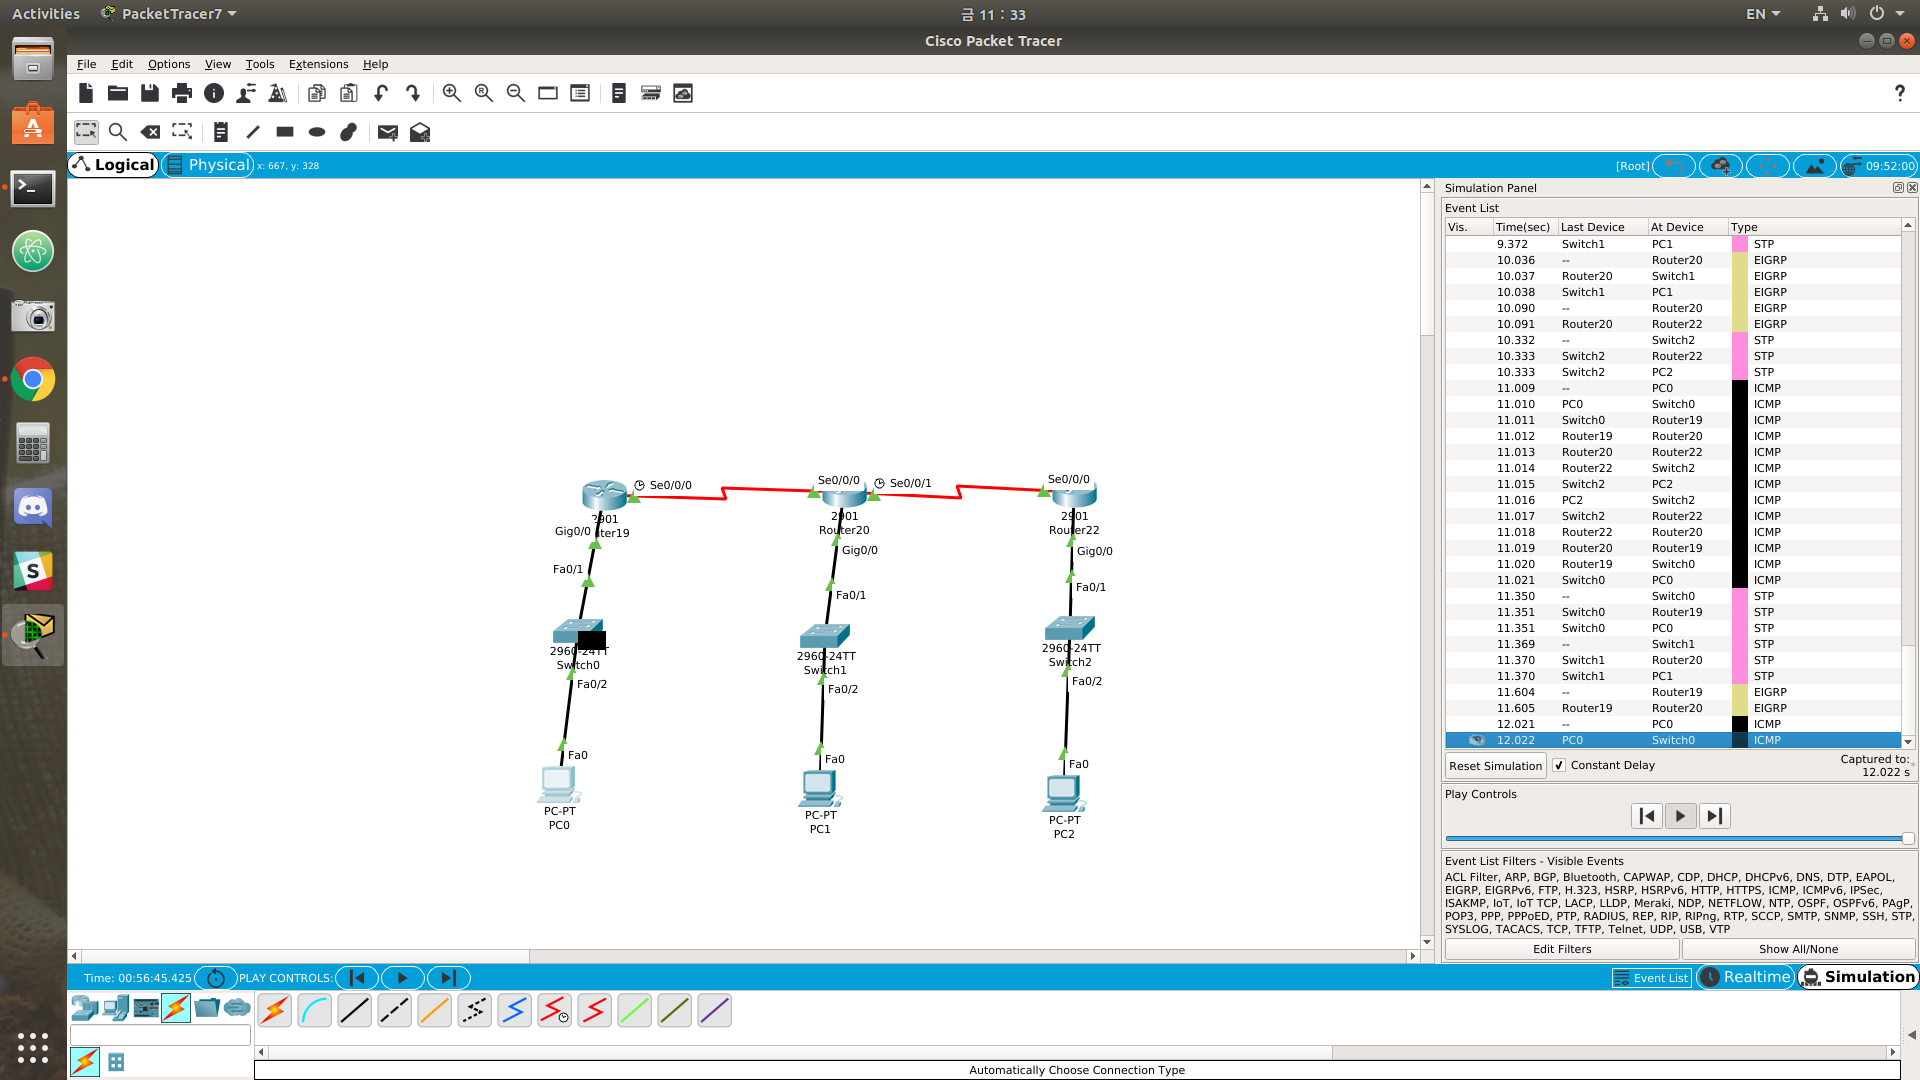 Activities PacketTracer7 금 11 : 33 EN
Cisco Packet Tracer
File Edit Options View Tools Extensions Help
?
Logical Physical x: 667, y: 328 [Root] 09:52:00
Simulation Panel
Event List
Vis. Time(sec) Last Device At Device Type
9.372 Switch1 PC1 STP
10.036 -- Router20 EIGRP
10.037 Router20 Switch1 EIGRP
10.038 Switch1 PC1 EIGRP
10.090 -- Router20 EIGRP
10.091 Router20 Router22 EIGRP
10.332 -- Switch2 STP
10.333 Switch2 Router22 STP
10.333 Switch2 PC2 STP
11.009 -- PC0 ICMP
11.010 PC0 Switch0 ICMP
11.011 Switch0 Router19 ICMP
11.012 Router19 Router20 ICMP
11.013 Router20 Router22 ICMP
11.014 Router22 Switch2 ICMP
11.015 Switch2 PC2 ICMP
11.016 PC2 Switch2 ICMP
11.017 Switch2 Router22 ICMP
11.018 Router22 Router20 ICMP
11.019 Router20 Router19 ICMP
11.020 Router19 Switch0 ICMP
11.021 Switch0 PC0 ICMP
11.350 -- Switch0 STP
11.351 Switch0 Router19 STP
11.351 Switch0 PC0 STP
11.369 -- Switch1 STP
11.370 Switch1 Router20 STP
11.370 Switch1 PC1 STP
11.604 -- Router19 EIGRP
11.605 Router19 Router20 EIGRP
12.021 -- PC0 ICMP
12.022 PC0 Switch0 ICMP
Reset Simulation Constant Delay Captured to:
12.022 s
Play Controls
Event List Filters - Visible Events
ACL Filter, ARP, BGP, Bluetooth, CAPWAP, CDP, DHCP, DHCPv6, DNS, DTP, EAPOL,
EIGRP, EIGRPv6, FTP, H.323, HSRP, HSRPv6, HTTP, HTTPS, ICMP, ICMPv6, IPSec,
ISAKMP, IoT, IoT TCP, LACP, LLDP, Meraki, NDP, NETFLOW, NTP, OSPF, OSPFv6, PAgP,
POP3, PPP, PPPoED, PTP, RADIUS, REP, RIP, RIPng, RTP, SCCP, SMTP, SNMP, SSH, STP,
SYSLOG, TACACS, TCP, TFTP, Telnet, UDP, USB, VTP
Edit Filters Show All/None
Se0/0/0 Se0/0/0 Se0/0/1 Se0/0/0
2901 2901 2901
Gig0/0 Router20 Router22
Gig0/0 Gig0/0
Fa0/1 Fa0/1 Fa0/1
2960-24TT 2960-24TT 2960-24TT
Switch0 Switch1 Switch2
Fa0/2 Fa0/2 Fa0/2
Fa0 Fa0 Fa0
PC-PT PC-PT PC-PT
PC0 PC1 PC2
Time: 00:56:45.425 PLAY CONTROLS: Event List Realtime Simulation
Automatically Choose Connection Type